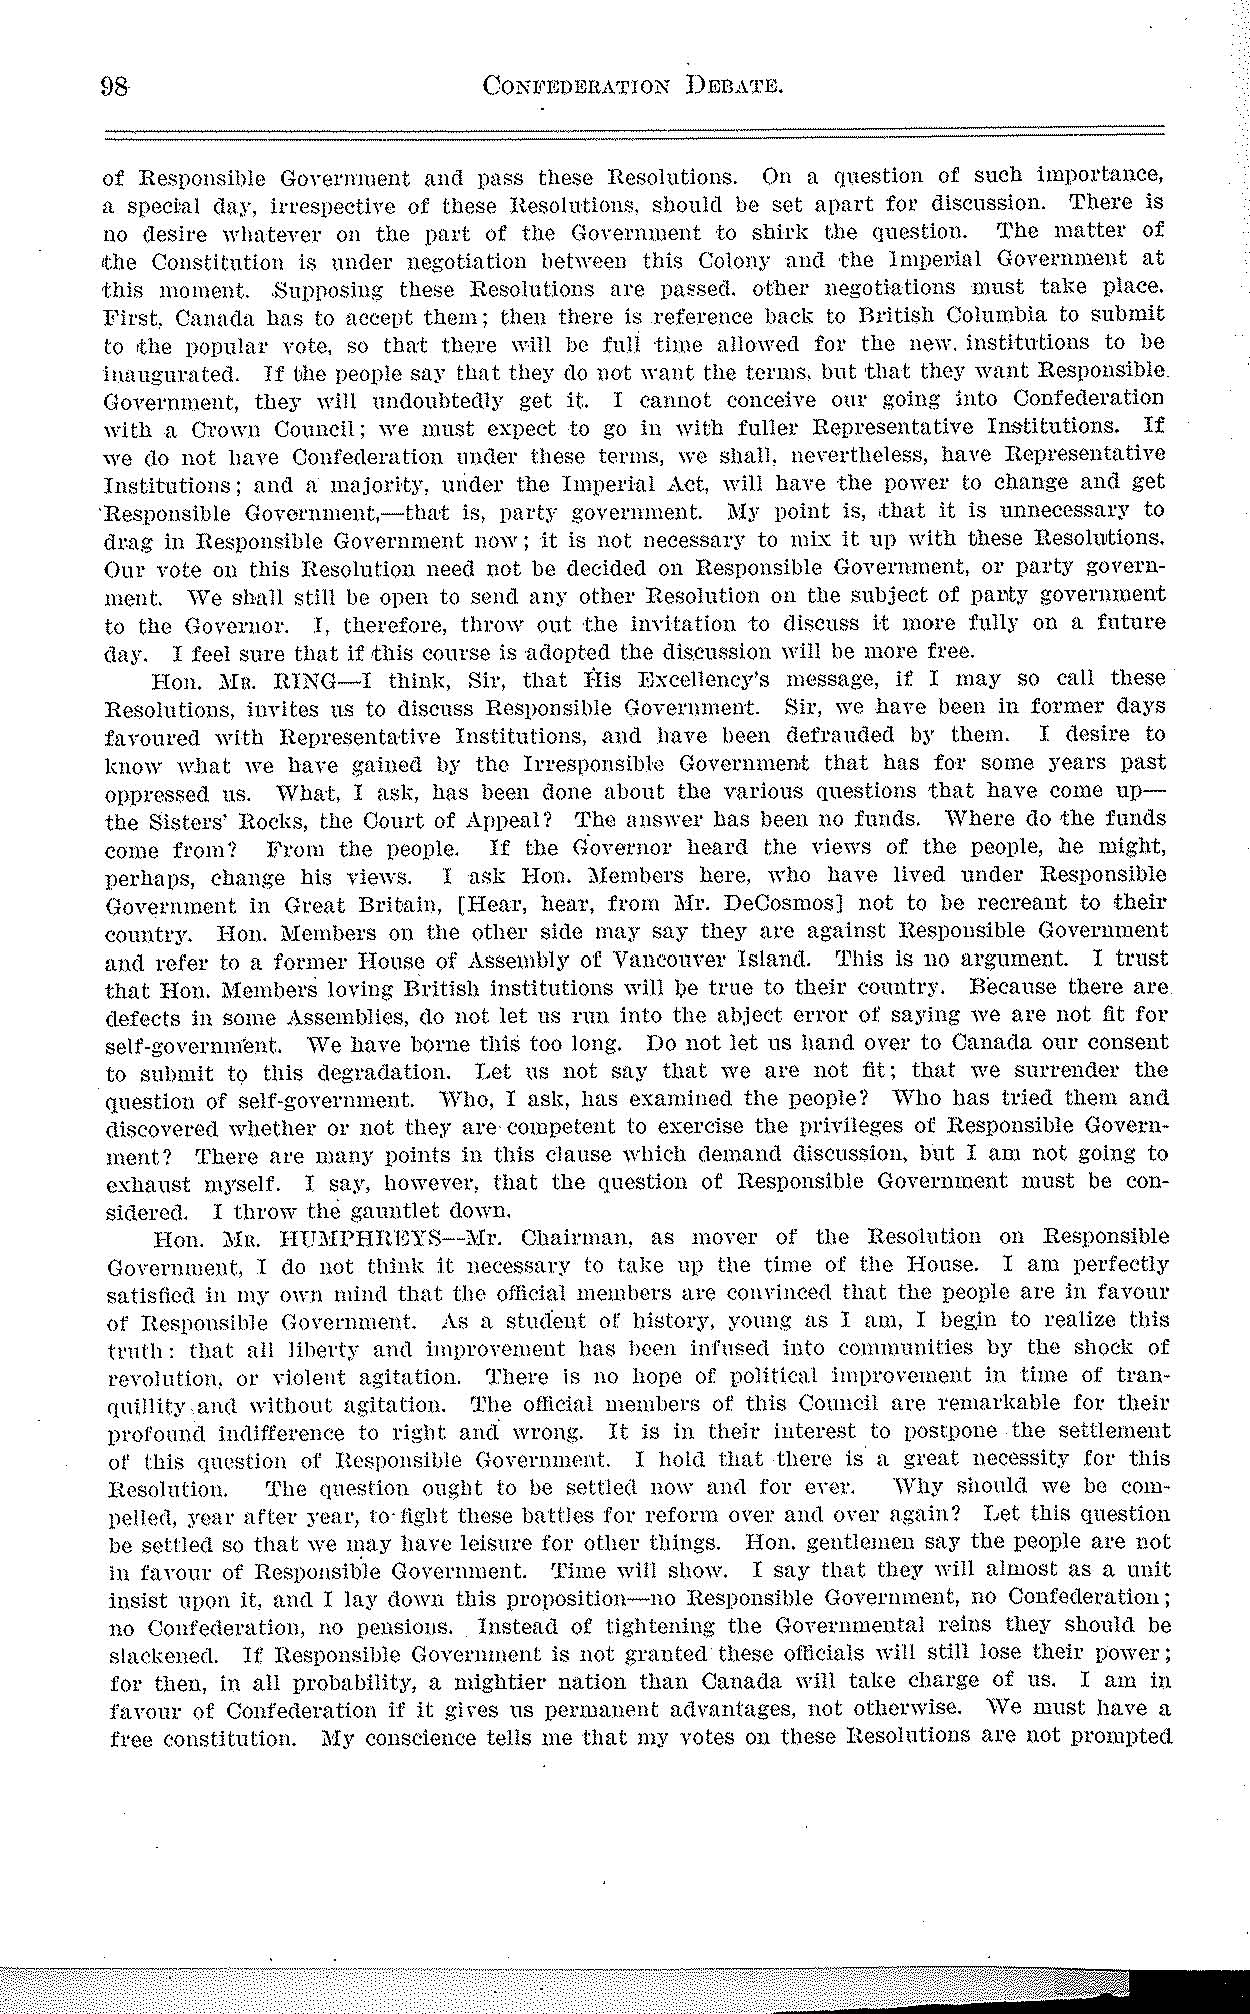 98 CONFEDERATION DEBATE.
of Responsible Government and pass these Resolutions. On a question of such importance,
a special day, irrespective of these Resolutions, should be set apart for discussion. There is
no desire whatever on the part of the Government to shirk the question. The matter of
the Constitution is under negotiation between this Colony and the Imperial Government at
this moment. Supposing these Resolutions are passed, other negotiations must take place.
First, Canada has to accept them; then there is reference back to British Columbia to submit
to the popular vote, so that there will be full time allowed for the new institutions to be
inaugurated. If the people say that they do not want the terms, but that they want Responsible
Government, they will undoubtedly get it. I cannot conceive our going into Confederation
with a Crown Council; we must expect to go in with fuller Representative Institutions. If
we do not have Confederation under these terms, we shall, nevertheless, have Representative
Institutions; and a majority, under the Imperial Act, will have the power to change and get
Responsible Government,—that is, party government. My point is, that it is unnecessary to
drag in Responsible Government now; it is not necessary to mix it up with these Resolutions.
Our vote on this Resolution need not be decided on Responsible Government, or party govern-
ment. We shall still be open to send any other Resolution on the subject of party government
to the Governor. I, therefore, throw out the invitation to discuss it more fully on a future
day. I feel sure that if this course is adopted the discussion will be more free.
Hon. MR. RING—I think, Sir, that His Excellency's message, if I may so call these
Resolutions, invites us to discuss Responsible Government. Sir, we have been in former days
favoured with Representative Institutions, and have been defrauded by them. I desire to
know what we have gained by the Irresponsible Government that has for some years past
oppressed us. What, I ask, has been done about the various questions that have come up—
the Sisters' Rocks, the Court of Appeal? The answer has been no funds. Where do the funds
come from? From the people. If the Governor heard the views of the people, he might,
perhaps, change his views. I ask Hon. Members here, who have lived under Responsible
Government in Great Britain, [Hear, hear, from Mr. DeCosmos] not to be recreant to their
country. Hon. Members on the other side may say they are against Responsible Government
and refer to a former House of Assembly of Vancouver Island. This is no argument. I trust
that Hon. Members loving British institutions will be true to their country. Because there are
defects in some Assemblies, do not let us run into the abject error of saying we are not fit for
self-government. We have borne this too long. Do not let us hand over to Canada our consent
to submit to this degradation. Let us not say that we are not fit; that we surrender the
question of self-government. Who, I ask, has examined the people? Who has tried them and
discovered whether or not they are competent to exercise the privileges of Responsible Govern-
ment? There are many points in this clause which demand discussion, but I am not going to
exhaust myself. I say, however, that the question of Responsible Government must be con-
sidered. I throw the gauntlet down.
Hon. MR. HUMPHREYS—Mr. Chairman, as mover of the Resolution on Responsible
Government, I do not think it necessary to take up the time of the House. I am perfectly
satisfied in my own mind that the official members are convinced that the people are in favour
of Responsible Government. As a student of history, young as I am, I begin to realize this
truth: that all liberty and improvement has been infused into communities by the shock of
revolution, or violent agitation. There is no hope of political improvement in time of tran-
quillity and without agitation. The official members of this Council are remarkable for their
profound indifference to right and wrong. It is in their interest to postpone the settlement
of this question of Responsible Government. I hold that there is a great necessity for this
Resolution. The question ought to be settled now and for ever. Why should we be com-
pelled, year after year, to fight these battles for reform over and over again? Let this question
be settled so that we may have leisure for other things. Hon. gentlemen say the people are not
in favour of Responsible Government. Time will show. I say that they will almost as a unit
insist upon it, and I lay down this proposition—no Responsible Government, no Confederation;
no Confederation, no pensions. Instead of tightening the Governmental reins they should be
slackened. If Responsible Government is not granted these officials will still lose their power;
for then, in all probability, a mightier nation than Canada will take charge of us. I am in
favour of Confederation if it gives us permanent advantages, not otherwise. We must have a
free constitution. My conscience tells me that my votes on these Resolutions are not prompted